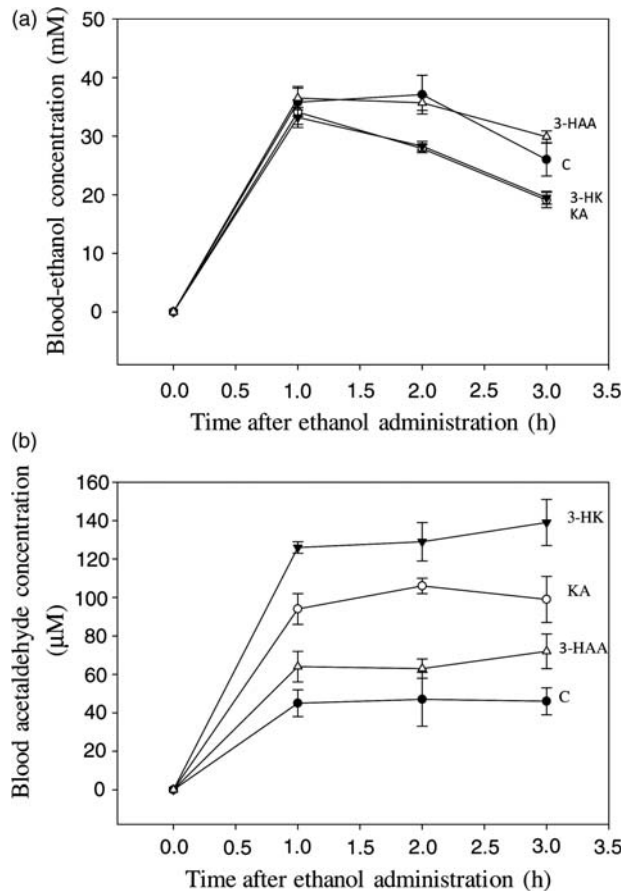 (a)
Blood-ethanol concentration (mM)
50
40
30
20
10
0
3-HAA
C
3-HK
KA
0.0 0.5 1.0 1.5 2.0 2.5 3.0 3.5
Time after ethanol administration (h)
(b)
Blood acetaldehyde concentration
(µM)
160
140
120
100
80
60
40
20
0
3-HK
KA
3-HAA
C
0.0 0.5 1.0 1.5 2.0 2.5 3.0 3.5
Time after ethanol administration (h)